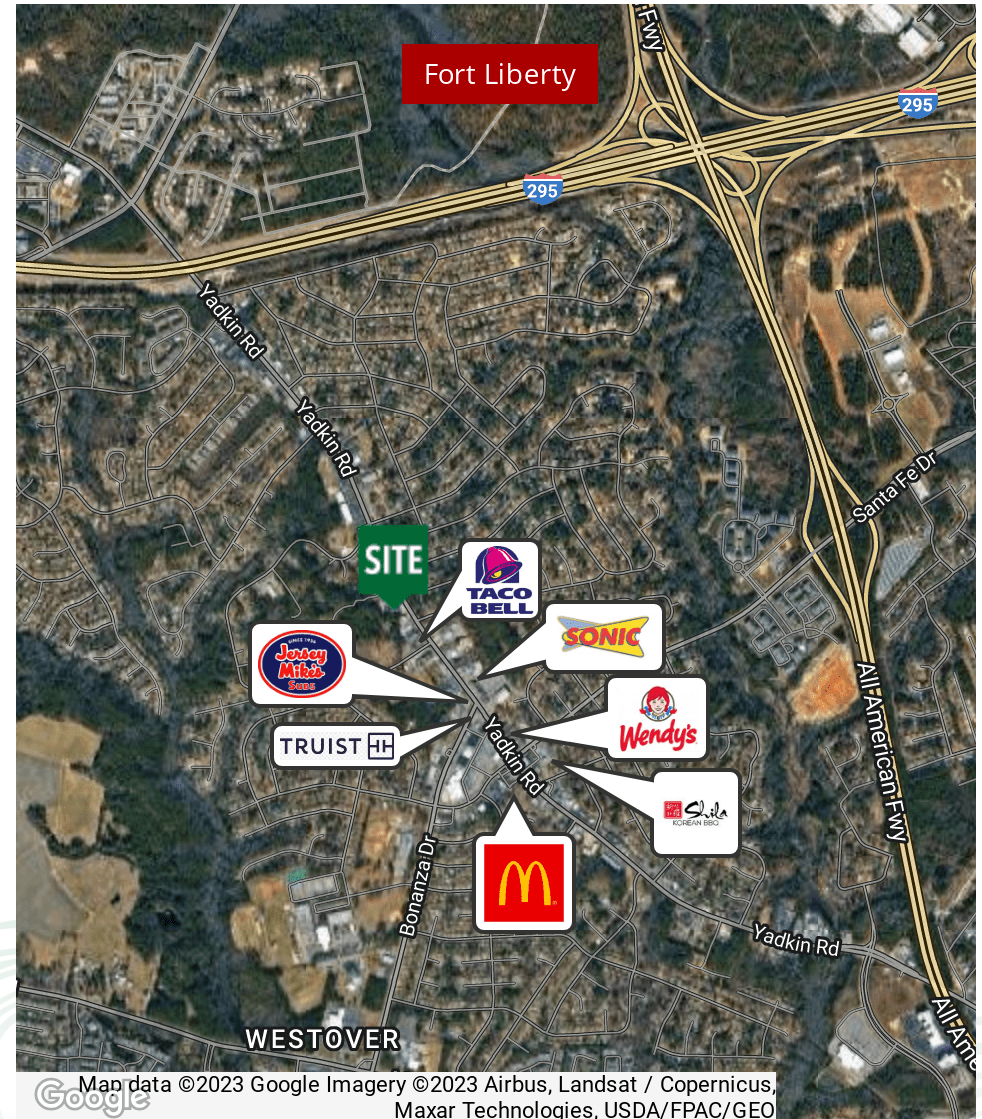 Fwy
Fort Liberty
295
295
Yadkin Rd
Yadkin Rd
Santa Fe Dr
SITE
TACO
BELL
SONIC
SINCE 1956
Jersey
Mike's
SUBS
Wendy's
TRUIST
Yadkin Rd
All American Fwy
Shila
KOREAN BBQ
Bonanza Dr
Yadkin Rd
All Ame
WESTOVER
Google
Map data ©2023 Google Imagery ©2023 Airbus, Landsat / Copernicus,
Maxar Technologies, USDA/FPAC/GEO